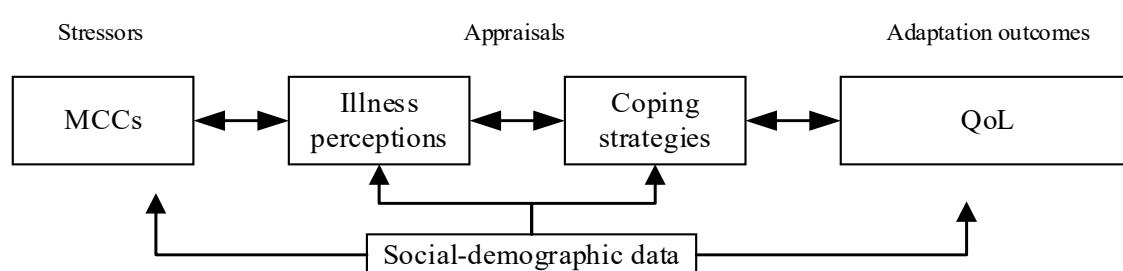 Stressors
Appraisals
Adaptation outcomes
MCCs
Illness
perceptions
Coping
strategies
QoL
Social-demographic data